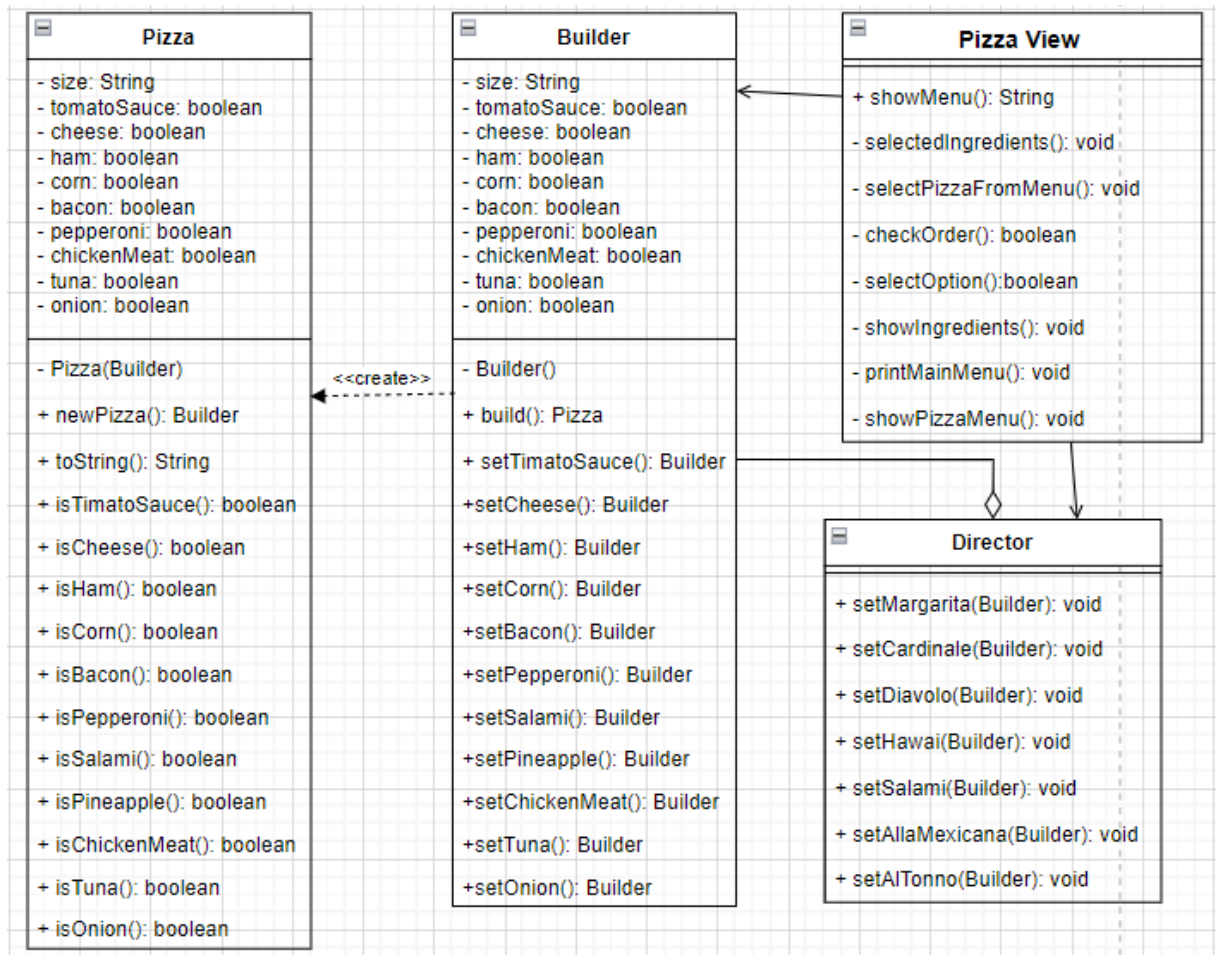 Pizza
- size: String
- tomatoSauce: boolean
- cheese: boolean
- ham: boolean
- corn: boolean
- bacon: boolean
- pepperoni: boolean
- chickenMeat: boolean
- tuna: boolean
- onion: boolean
- Pizza(Builder)
+ newPizza(): Builder
+ toString(): String
+ isTimatoSauce(): boolean
+ isCheese(): boolean
+ isHam(): boolean
+ isCorn(): boolean
+ isBacon(): boolean
+ isPepperoni(): boolean
+ isSalami(): boolean
+ isPineapple(): boolean
+ isChickenMeat(): boolean
+ isTuna(): boolean
+ isOnion(): boolean
<<create>>
Builder
- size: String
- tomatoSauce: boolean
- cheese: boolean
- ham: boolean
- corn: boolean
- bacon: boolean
- pepperoni: boolean
- chickenMeat: boolean
- tuna: boolean
- onion: boolean
- Builder()
+ build(): Pizza
+ setTimatoSauce(): Builder
+setCheese(): Builder
+setHam(): Builder
+setCorn(): Builder
+setBacon(): Builder
+setPepperoni(): Builder
+setSalami(): Builder
+setPineapple(): Builder
+setChickenMeat(): Builder
+setTuna(): Builder
+setOnion(): Builder
Pizza View
+ showMenu(): String
- selectedIngredients(): void
- selectPizzaFromMenu(): void
- checkOrder(): boolean
- selectOption():boolean
- showIngredients(): void
- printMainMenu(): void
- showPizzaMenu(): void
Director
+ setMargarita(Builder): void
+ setCardinale(Builder): void
+ setDiavolo(Builder): void
+ setHawai(Builder): void
+ setSalami(Builder): void
+ setAllaMexicana(Builder): void
+ setAlTonno(Builder): void